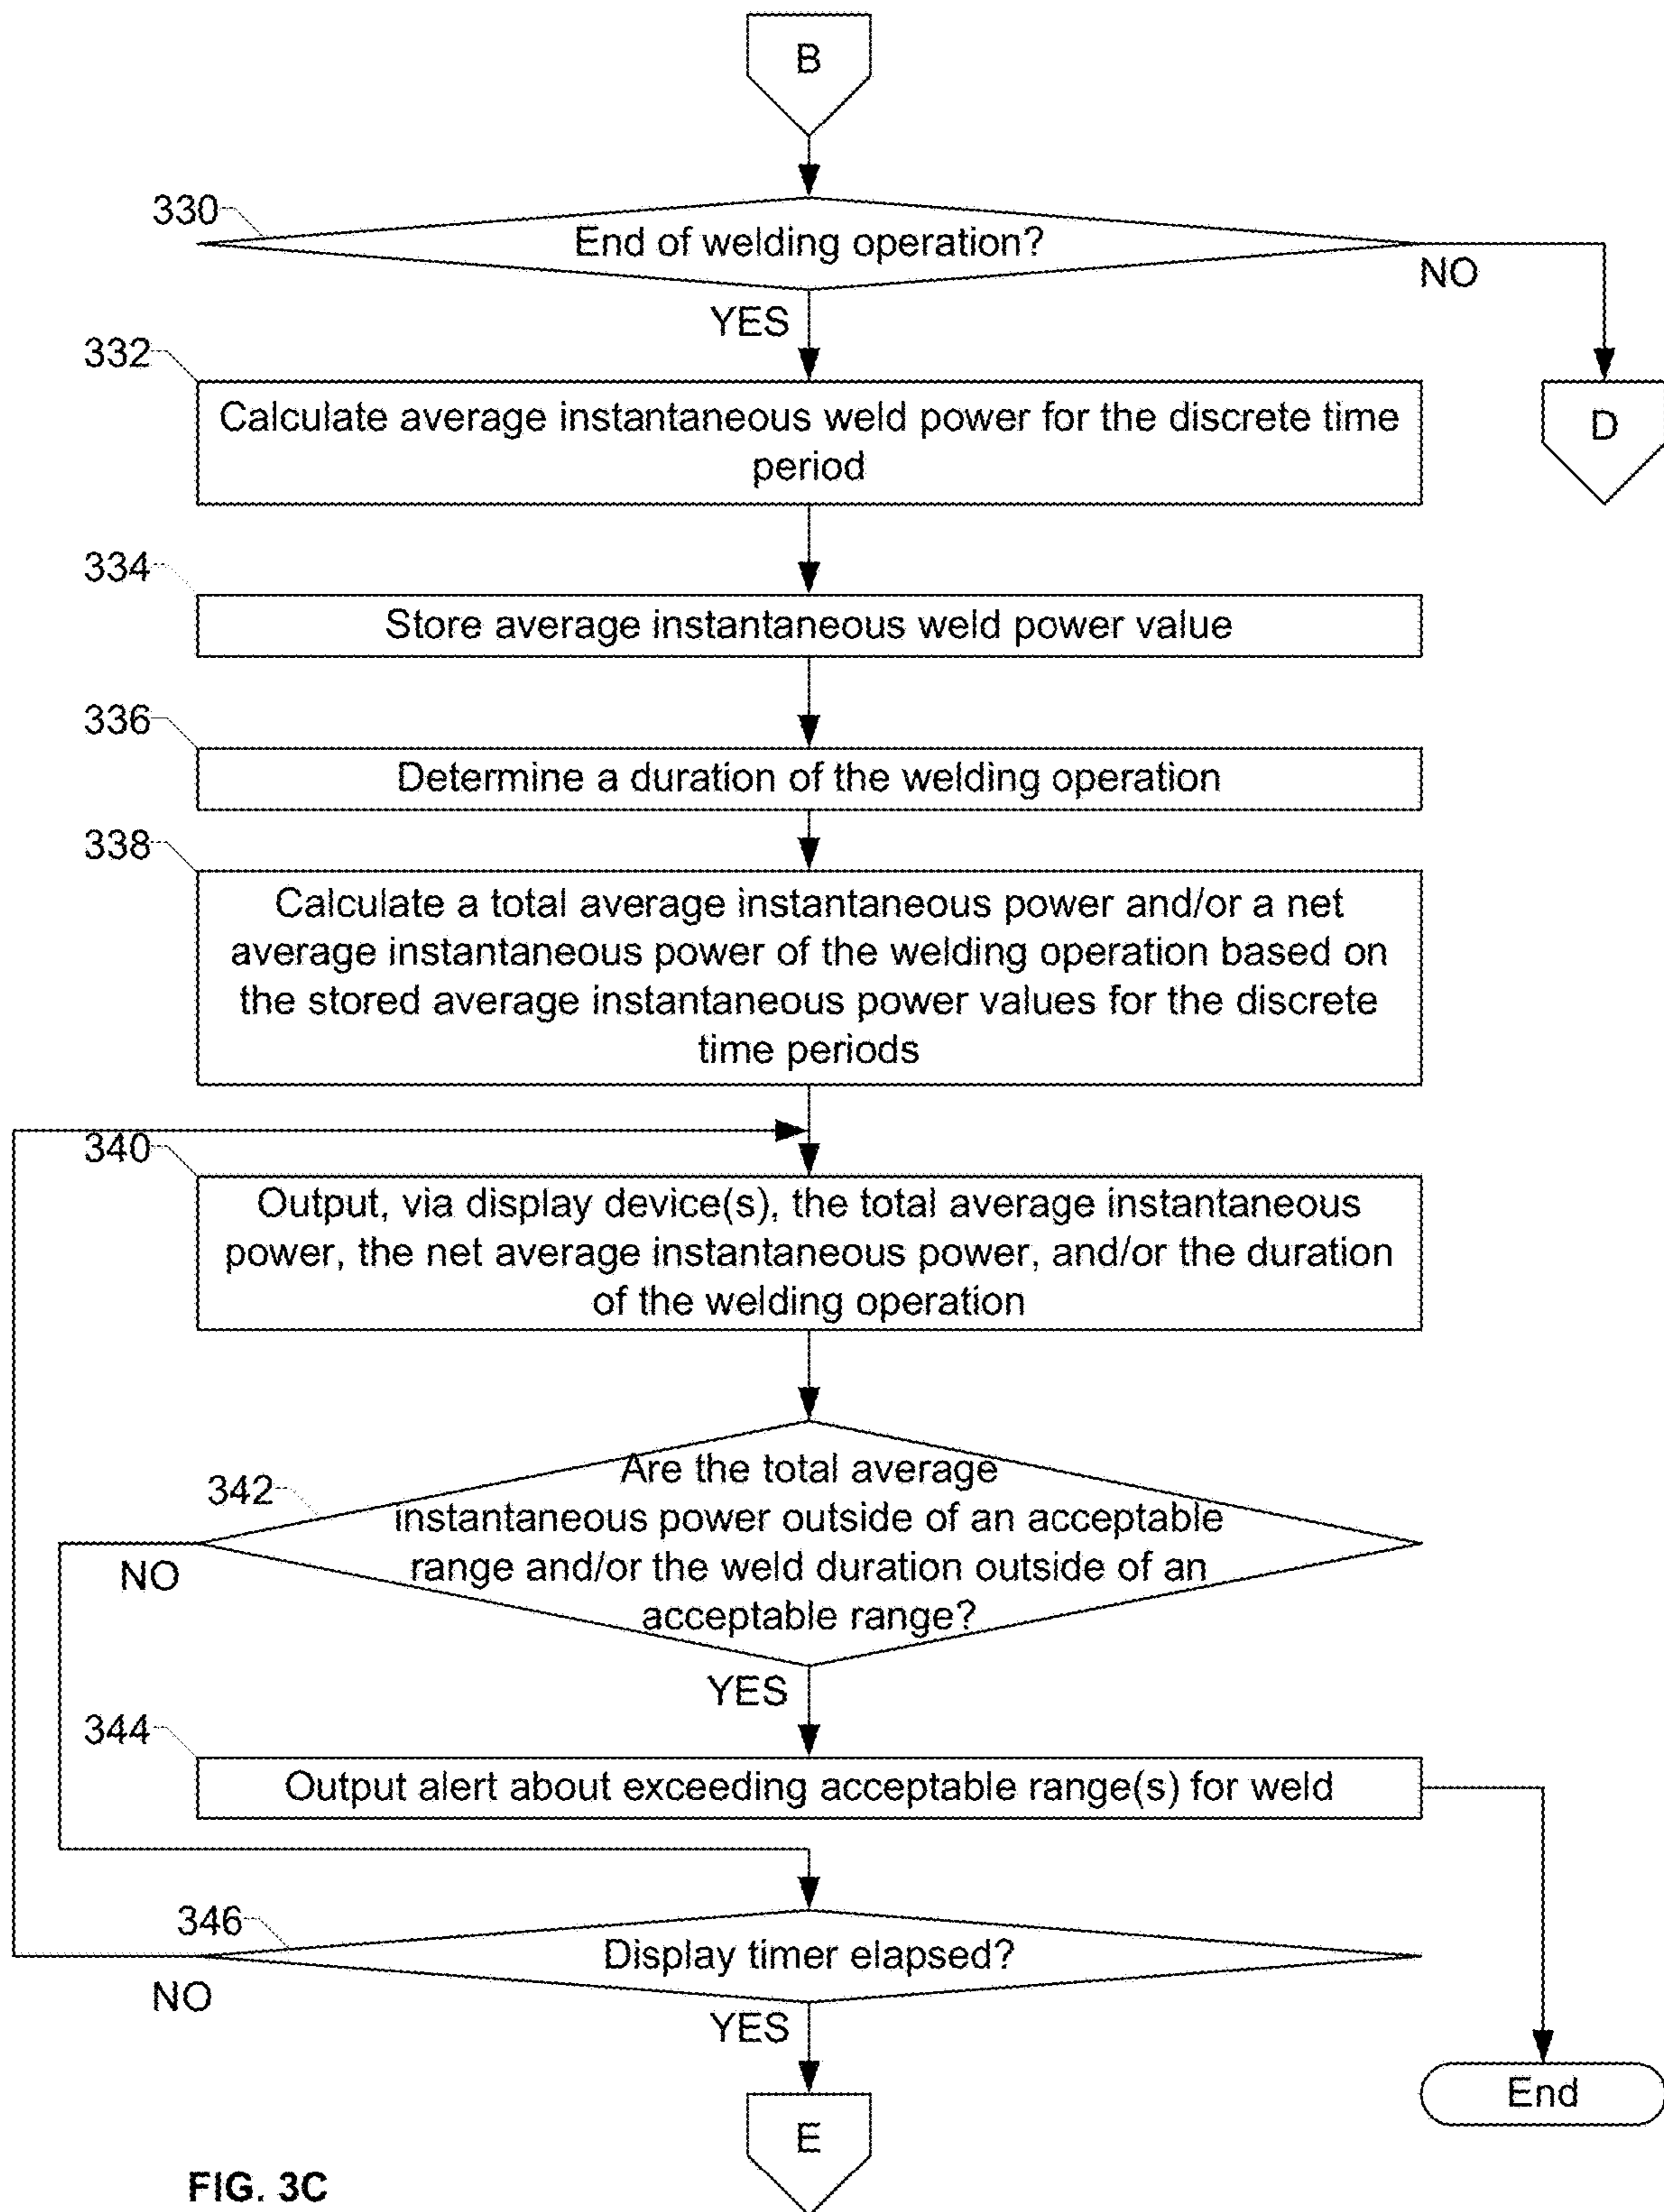 B
330
End of welding operation?
NO
YES
332
Calculate average instantaneous weld power for the discrete time
period
D
334
Store average instantaneous weld power value
336
Determine a duration of the welding operation
338
Calculate a total average instantaneous power and/or a net
average instantaneous power of the welding operation based on
the stored average instantaneous power values for the discrete
time periods
340
Output, via display device(s), the total average instantaneous
power, the net average instantaneous power, and/or the duration
of the welding operation
342
Are the total average
instantaneous power outside of an acceptable
range and/or the weld duration outside of an
acceptable range?
NO
YES
344
Output alert about exceeding acceptable range(s) for weld
346
Display timer elapsed?
NO
YES
End
E
FIG. 3C